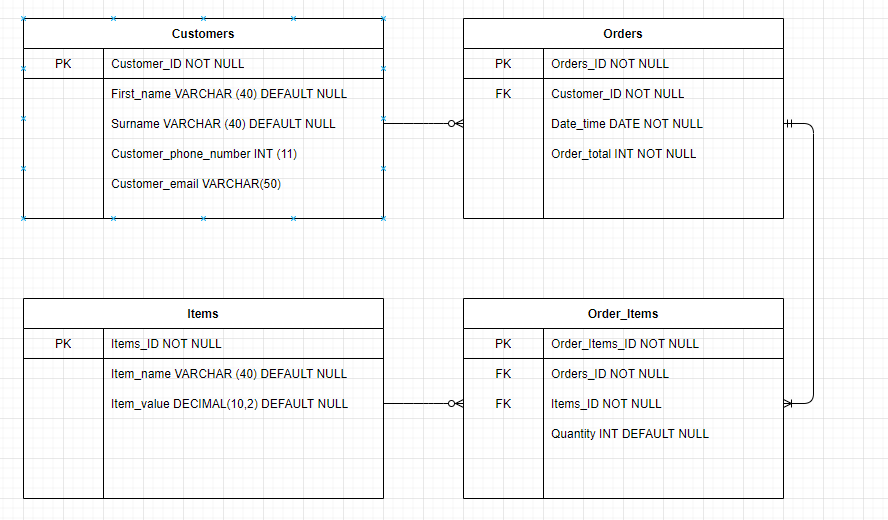 Customers
PK Customer_ID NOT NULL
First_name VARCHAR (40) DEFAULT NULL
Surname VARCHAR (40) DEFAULT NULL
Customer_phone_number INT (11)
Customer_email VARCHAR(50)
Orders
PK Orders_ID NOT NULL
FK Customer_ID NOT NULL
Date_time DATE NOT NULL
Order_total INT NOT NULL
Items
PK Items_ID NOT NULL
Item_name VARCHAR (40) DEFAULT NULL
Item_value DECIMAL(10,2) DEFAULT NULL
Order_Items
PK Order_Items_ID NOT NULL
FK Orders_ID NOT NULL
FK Items_ID NOT NULL
Quantity INT DEFAULT NULL